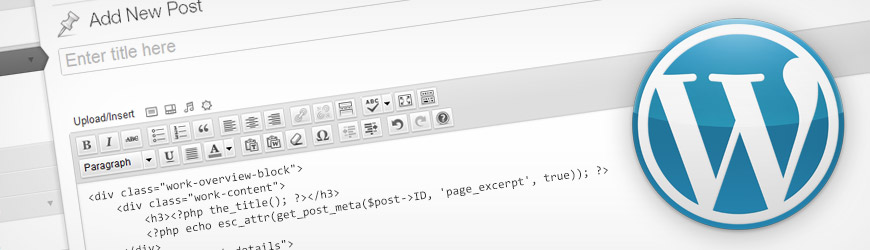 Add New Post
Enter title here
Upload/Insert
B I ABC ABC
Paragraph U A T W Ω ?
<div class="work-overview-block">
<div class="work-content">
<h3><?php the_title(); ?></h3>
<?php echo esc_attr(get_post_meta($post->ID, 'page_excerpt', true)); ?>
</div>
details">
W